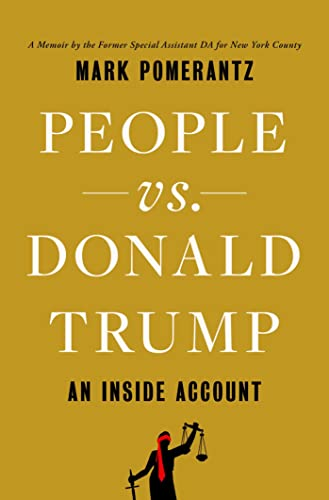 A Memoir by the Former Special Assistant DA for New York County
MARK POMERANTZ
PEOPLE
vs.
DONALD
TRUMP
AN INSIDE ACCOUNT